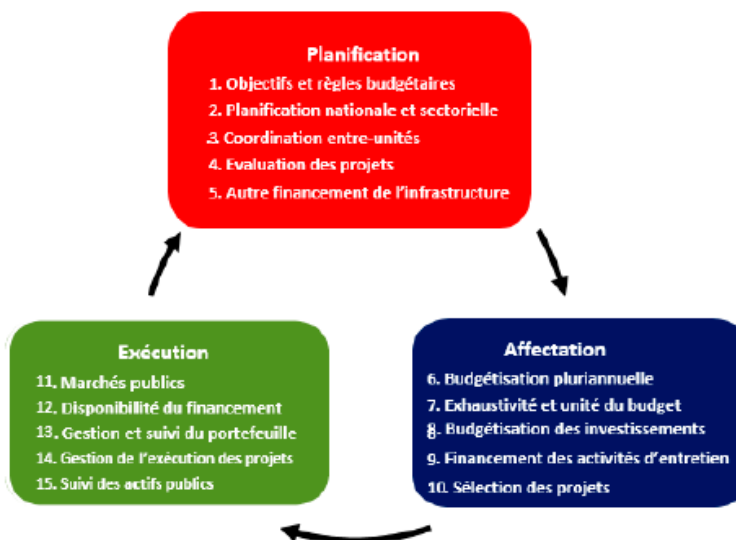 Planification
1. Objectifs et règles budgétaires
2. Planification nationale et sectorielle
3. Coordination entre-unités
4. Evaluation des projets
5. Autre financement de l'infrastructure
Affectation
6. Budgétisation pluriannuelle
7. Exhaustivité et unité du budget
8. Budgétisation des investissements
9. Financement des activités d'entretien
10. Sélection des projets
Exécution
11. Marchés publics
12. Disponibilité du financement
13. Gestion et suivi du portefeuille
14. Gestion de l'exécution des projets
15. Suivi des actifs publics